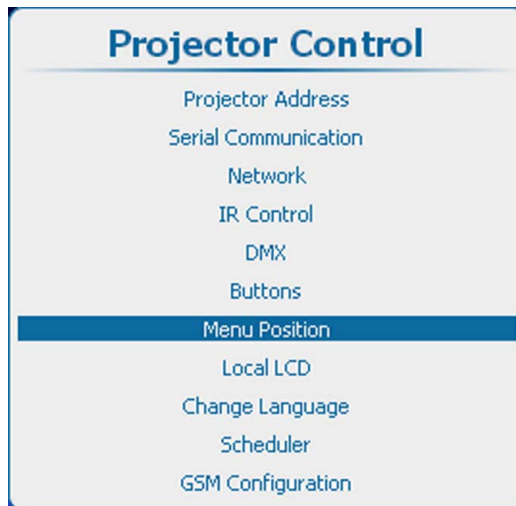 Projector Control
Projector Address
Serial Communication
Network
IR Control
DMX
Buttons
Menu Position
Local LCD
Change Language
Scheduler
GSM Configuration